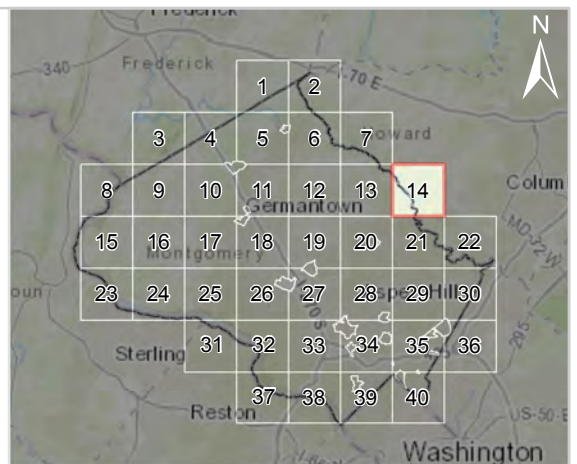 Frederick
N
340
Frederick
I-70 E
1 2
3 4 5 6 7 oward
8 9 10 11 12 13 14 Colum
Germantown
15 16 17 18 19 20 21 22
MD-32 W
Montgomery
oun 23 24 25 26 27 28 29 30
I-270 S
spen Hill
295
Sterling 31 32 33 34 35 36
37 38 39 40
Reston
US-50 E
I-66
Washington